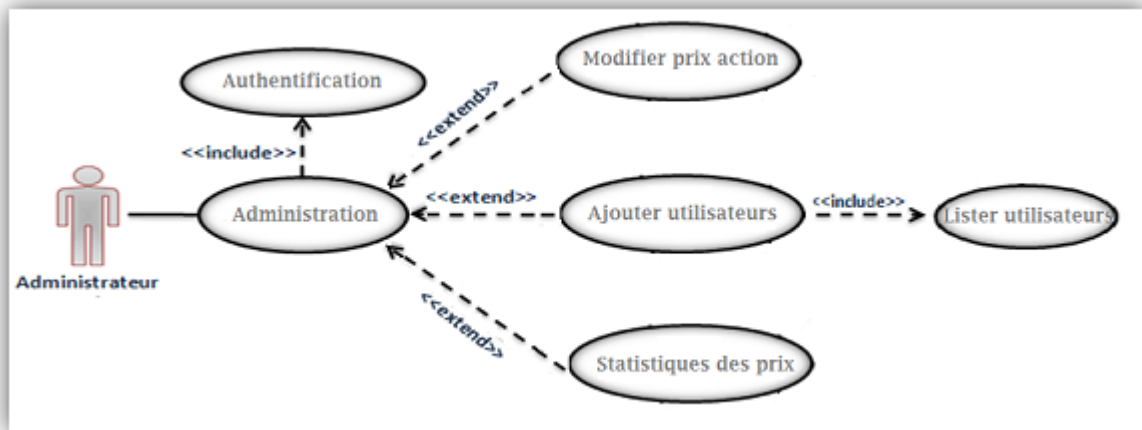 Modifier prix action
Authentification
<<extend>>
<<include>>
Administration
<<extend>>
Ajouter utilisateurs
<<include>>
Lister utilisateurs
Administrateur
<<extend>>
Statistiques des prix